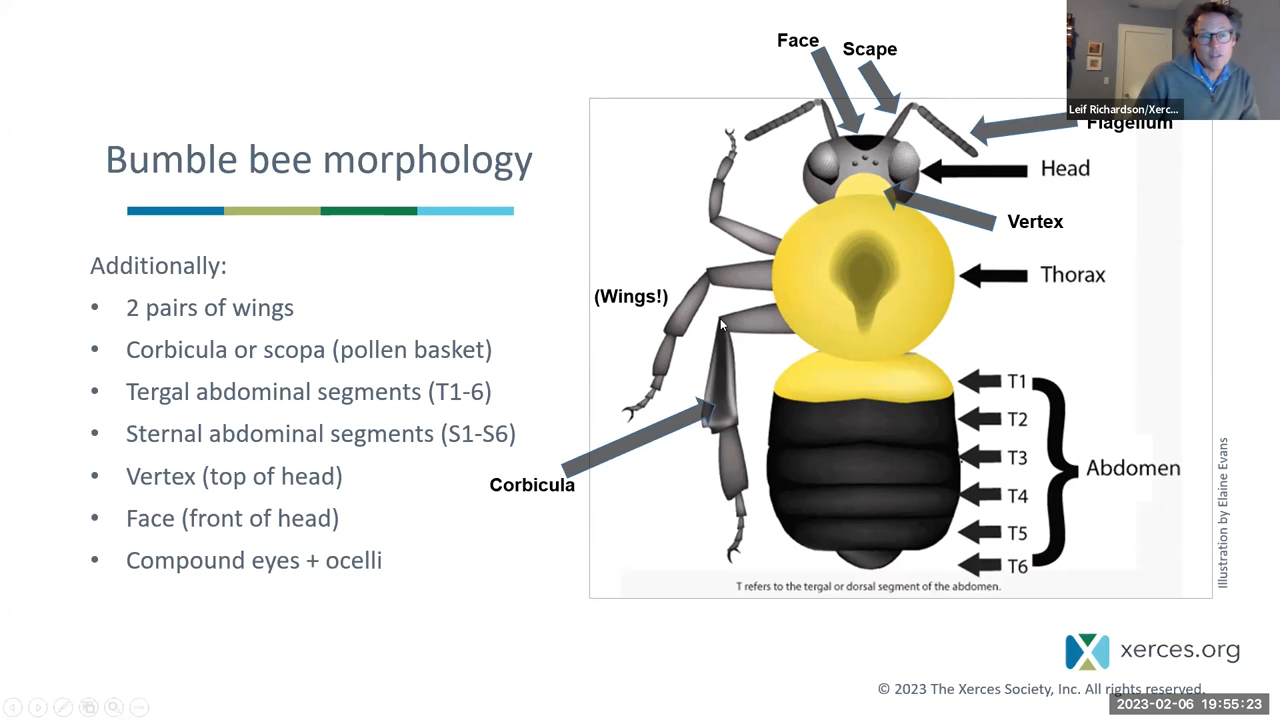 Bumble bee morphology
Additionally:
• 2 pairs of wings
• Corbicula or scopa (pollen basket)
• Tergal abdominal segments (T1-6)
• Sternal abdominal segments (S1-S6)
• Vertex (top of head)
• Face (front of head)
• Compound eyes + ocelli
Face
Scape
Flagellum
Head
Vertex
(Wings!)
Thorax
T1
T2
T3
T4
T5
T6
Abdomen
Corbicula
T refers to the tergal or dorsal segment of the abdomen.
Illustration by Elaine Evans
Leif Richardson/Xerc...
xerces.org
© 2023 The Xerces Society, Inc. All rights reserved.
2023-02-06 19:55:23